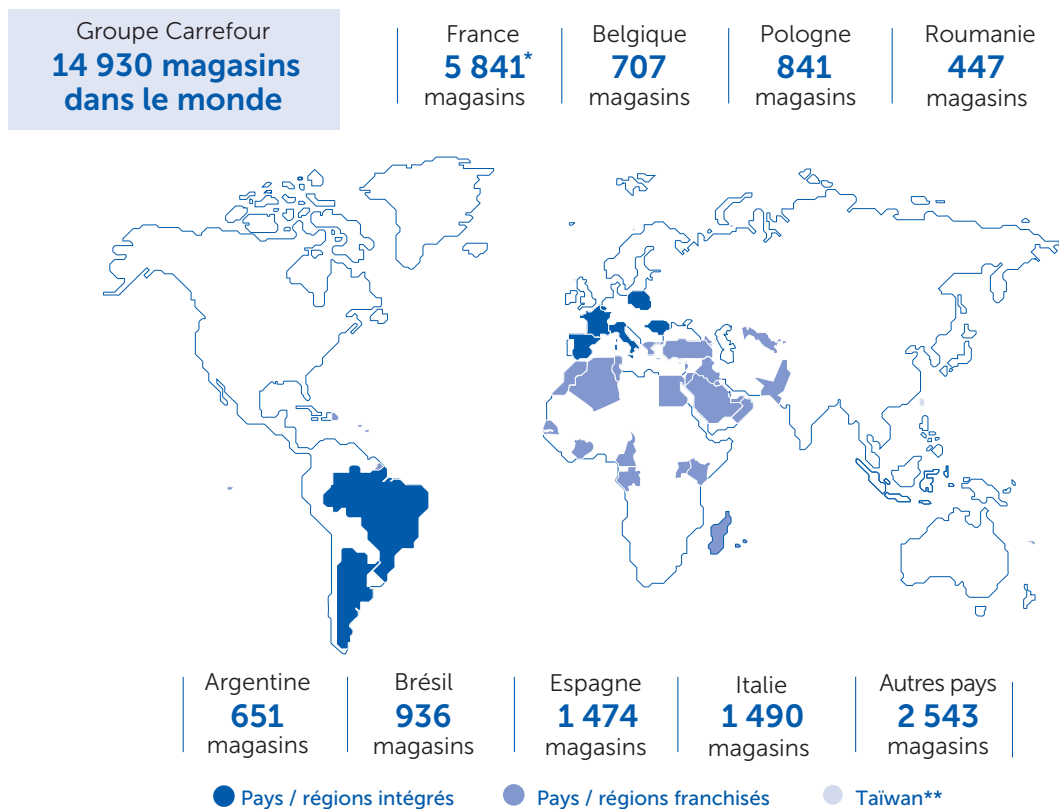 Groupe Carrefour
14 930 magasins
dans le monde
France
5 841*
magasins
Belgique
707
magasins
Pologne
841
magasins
Roumanie
447
magasins
Argentine
651
magasins
Brésil
936
magasins
Espagne
1 474
magasins
Italie
1 490
magasins
Autres pays
2 543
magasins
Pays / régions intégrés
Pays / régions franchisés
Taïwan**